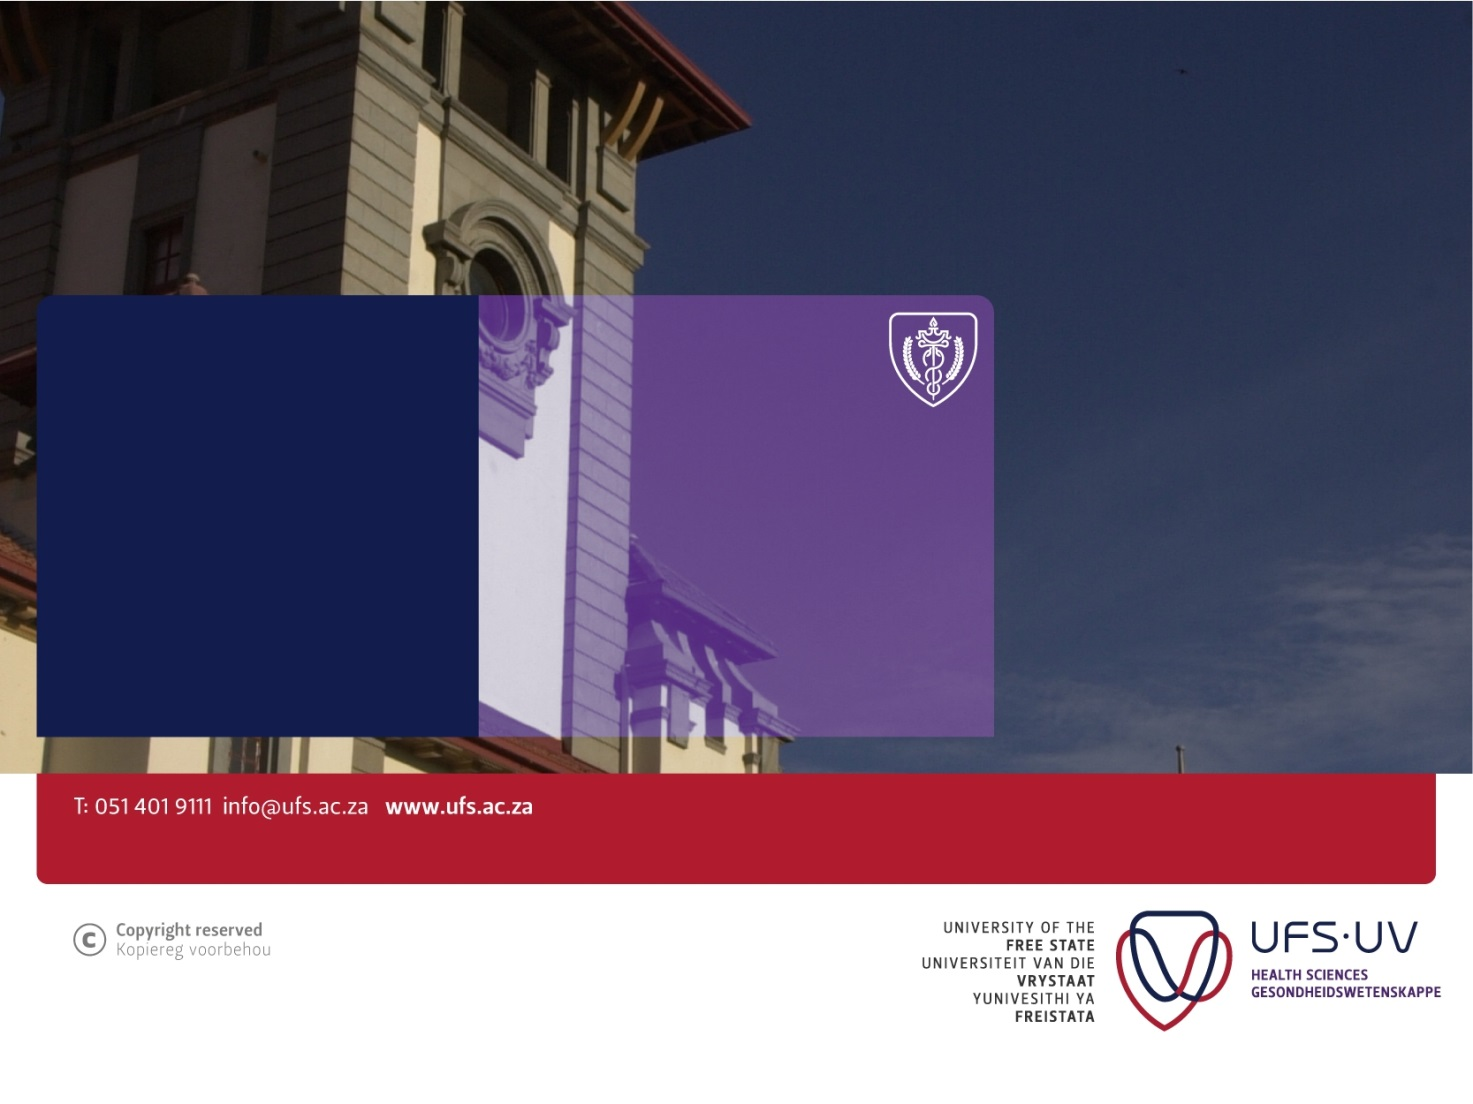 T: 051 401 9111 info@ufs.ac.za www.ufs.ac.za
C
Copyright reserved
Kopiereg voorbehou
UNIVERSITY OF THE
FREE STATE
UNIVERSITEIT VAN DIE
VRYSTAAT
YUNIVESITHI YA
FREISTATA
UFS·UV
HEALTH SCIENCES
GESONDHEIDSWETENSKAPPE